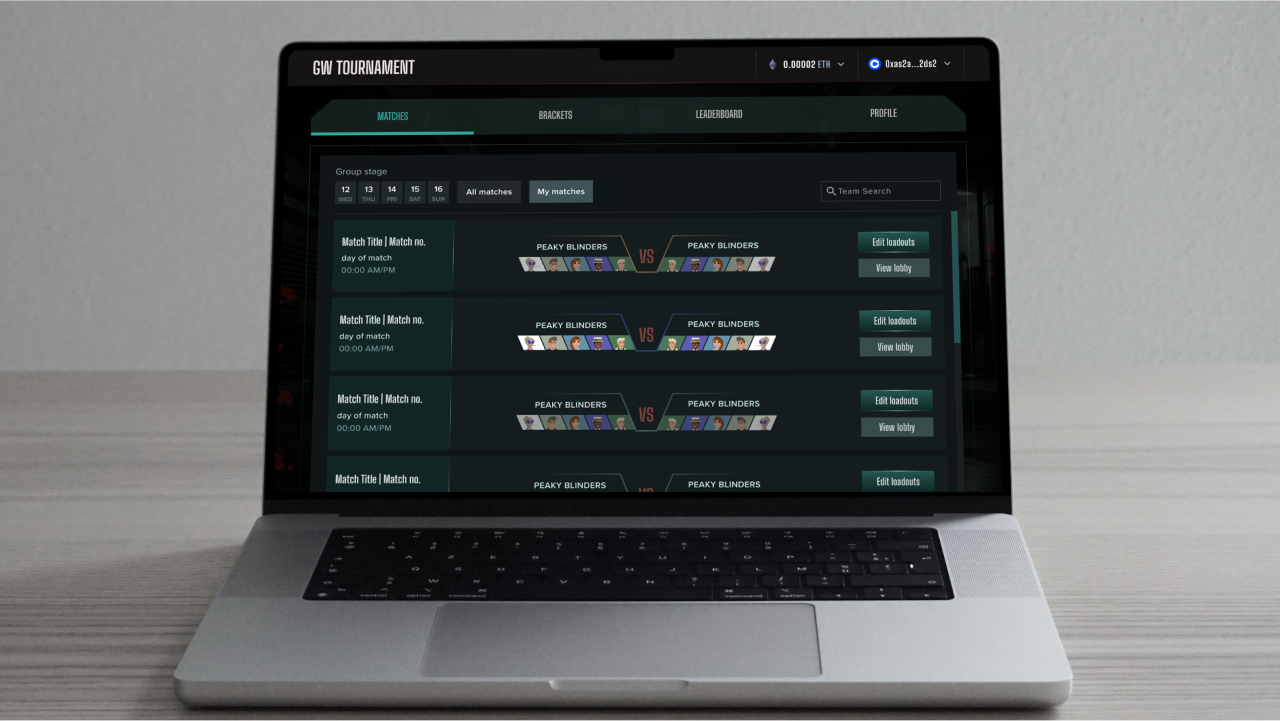 GW TOURNAMENT
0.00002 ETH
0xas2a...2ds2
MATCHES
BRACKETS
LEADERBOARD
PROFILE
Group stage
12 13 14 15 16
WED THU FRI SAT SUN
All matches
My matches
Team Search
Match Title | Match no.
day of match
00:00 AM/PM
PEAKY BLINDERS
VS
PEAKY BLINDERS
Edit loadouts
View lobby
Match Title | Match no.
day of match
00:00 AM/PM
PEAKY BLINDERS
VS
PEAKY BLINDERS
Edit loadouts
View lobby
Match Title | Match no.
day of match
00:00 AM/PM
PEAKY BLINDERS
VS
PEAKY BLINDERS
Edit loadouts
View lobby
Match Title | Match no.
PEAKY BLINDERS
VS
PEAKY BLINDERS
Edit loadouts
A Z E R T Y U I O P
Q S D F G H J K L M
W X C V B N
control option command
command option